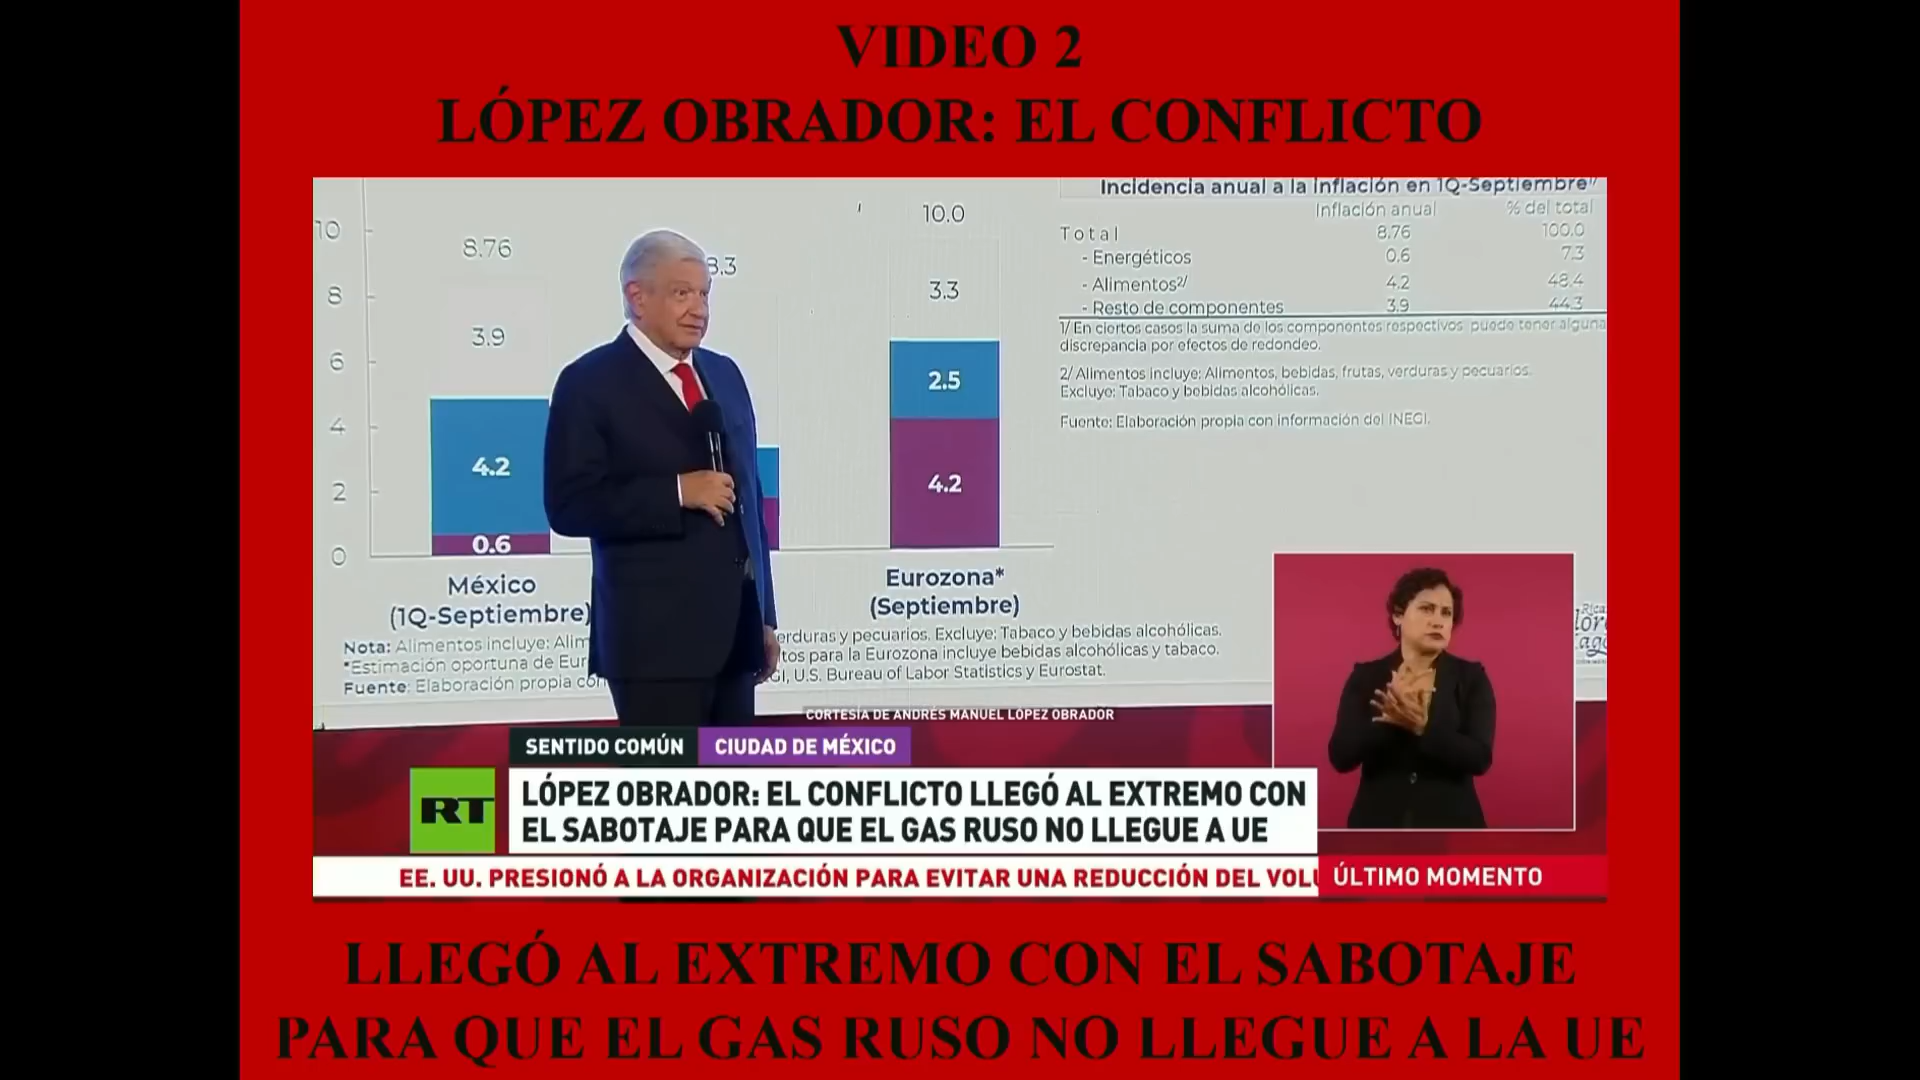 VIDEO 2
LÓPEZ OBRADOR: EL CONFLICTO
10
8
6
4
2
0
8.76
3.9
4.2
0.6
México
(1Q-Septiembre)
8.3
10.0
3.3
2.5
4.2
Eurozona*
(Septiembre)
Incidencia anual a la inflación en 1Q-Septiembre1/
Inflación anual % del total
Total 8.76 100.0
- Energéticos 0.6 7.3
- Alimentos2/ 4.2 48.4
- Resto de componentes 3.9 44.3
1/ En ciertos casos la suma de los componentes respectivos puede tener alguna
discrepancia por efectos de redondeo.
2/ Alimentos incluye: Alimentos, bebidas, frutas, verduras y pecuarios.
Excluye: Tabaco y bebidas alcohólicas.
Fuente: Elaboración propia con información del INEGI.
Nota: Alimentos incluye: Alim erduras y pecuarios. Excluye: Tabaco y bebidas alcohólicas.
*Estimación oportuna de Eur tos para la Eurozona incluye bebidas alcohólicas y tabaco.
Fuente: Elaboración propia con GI, U.S. Bureau of Labor Statistics y Eurostat.
CORTESÍA DE ANDRÉS MANUEL LÓPEZ OBRADOR
SENTIDO COMÚN CIUDAD DE MÉXICO
RT
LÓPEZ OBRADOR: EL CONFLICTO LLEGÓ AL EXTREMO CON
EL SABOTAJE PARA QUE EL GAS RUSO NO LLEGUE A UE
EE. UU. PRESIONÓ A LA ORGANIZACIÓN PARA EVITAR UNA REDUCCIÓN DEL VOLU ÚLTIMO MOMENTO
LLEGÓ AL EXTREMO CON EL SABOTAJE
PARA QUE EL GAS RUSO NO LLEGUE A LA UE